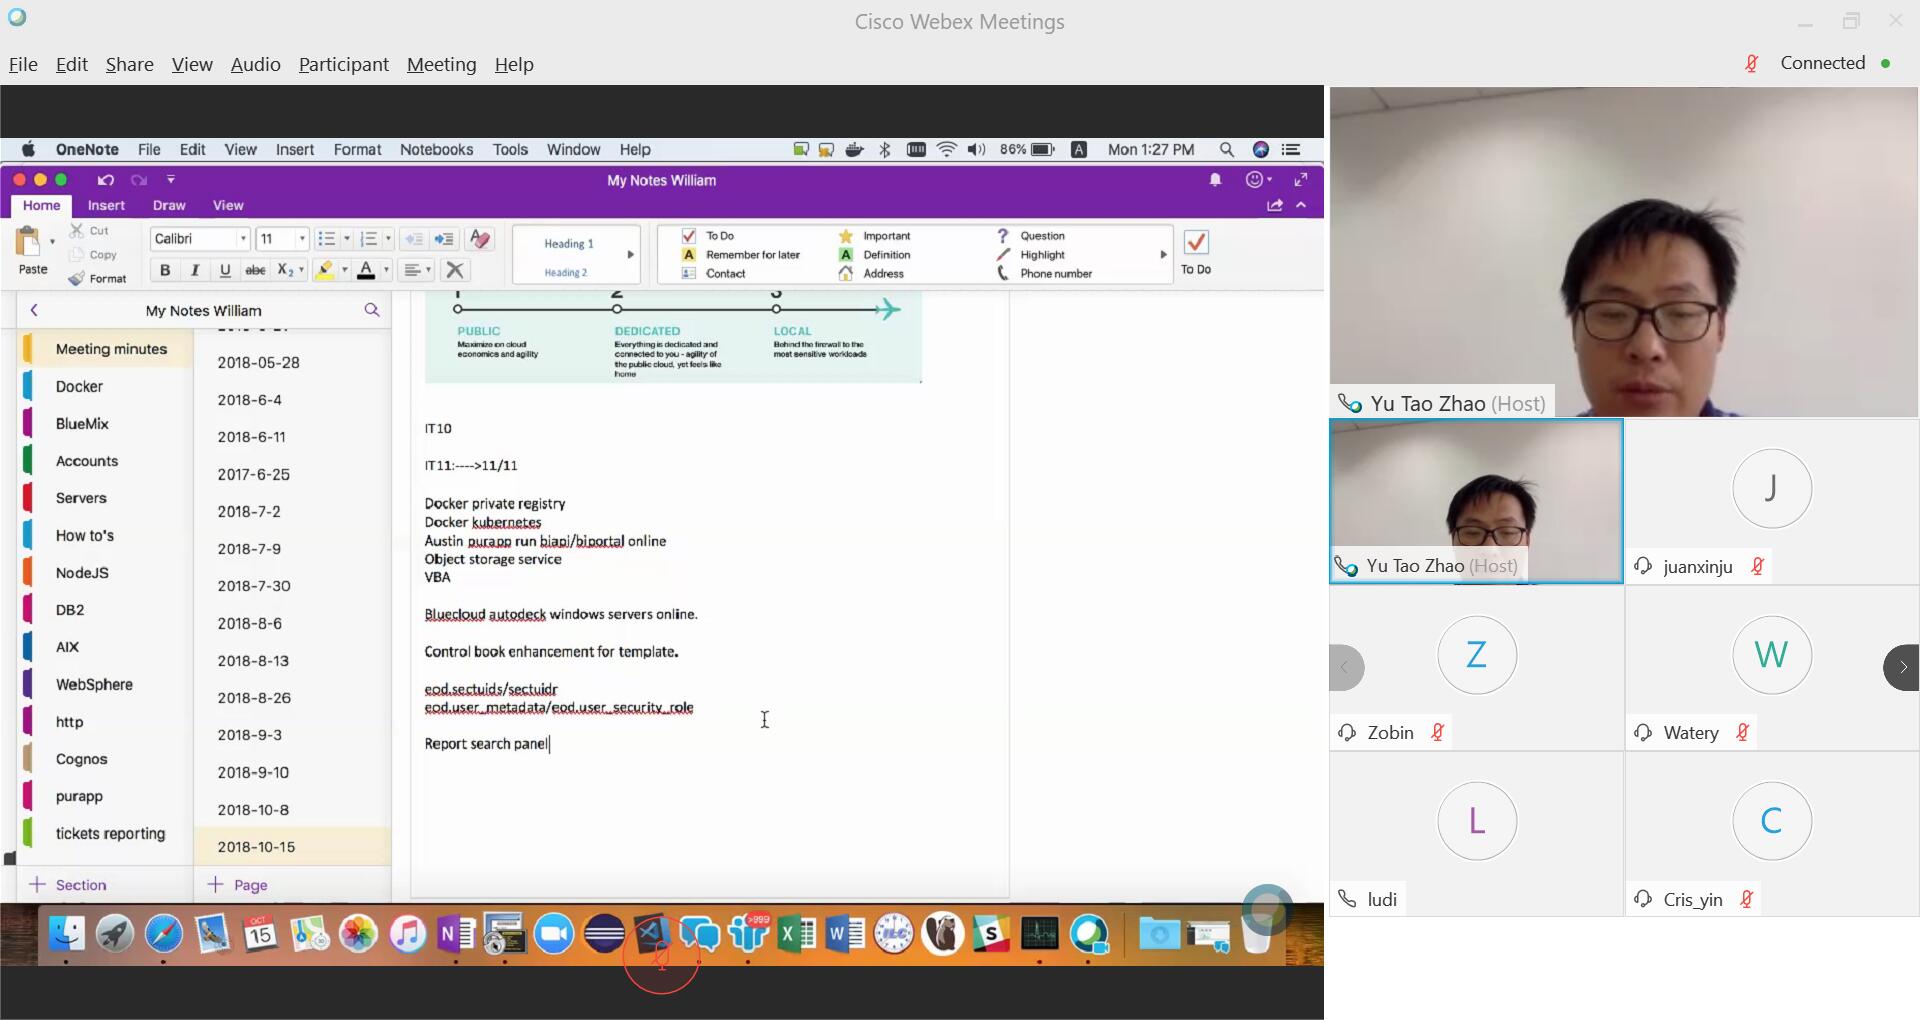 Cisco Webex Meetings
File Edit Share View Audio Participant Meeting Help
Connected
OneNote File Edit View Insert Format Notebooks Tools Window Help
86% A Mon 1:27 PM
My Notes William
Home Insert Draw View
Paste
Cut
Copy
Format
Calibri 11
B I U abc X2 A
Heading 1
Heading 2
To Do
Remember for later
Contact
Important
Definition
Address
Question
Highlight
Phone number
To Do
My Notes William
Meeting minutes
Docker
BlueMix
Accounts
Servers
How to's
NodeJS
DB2
AIX
WebSphere
http
Cognos
purapp
tickets reporting
+ Section
2018-05-28
2018-6-4
2018-6-11
2017-6-25
2018-7-2
2018-7-9
2018-7-30
2018-8-6
2018-8-13
2018-8-26
2018-9-3
2018-9-10
2018-10-8
2018-10-15
+ Page
PUBLIC
Maximize on cloud
economics and agility
DEDICATED
Everything is dedicated and
connected to you - agility of
the public cloud, yet feels like
home
LOCAL
Behind the firewall to the
most sensitive workloads
IT10
IT11:---->11/11
Docker private registry
Docker kubernetes
Austin purapp run biapi/biportal online
Object storage service
VBA
Bluecloud autodeck windows servers online.
Control book enhancement for template.
eod.sectuids/sectuidr
eod.user_metadata/eod.user_security_role
Report search panel
OCT
15
N
>999
X
W
ILC
S
Yu Tao Zhao (Host)
Yu Tao Zhao (Host)
J
juanxinju
Z
Zobin
W
Watery
L
ludi
C
Cris_yin